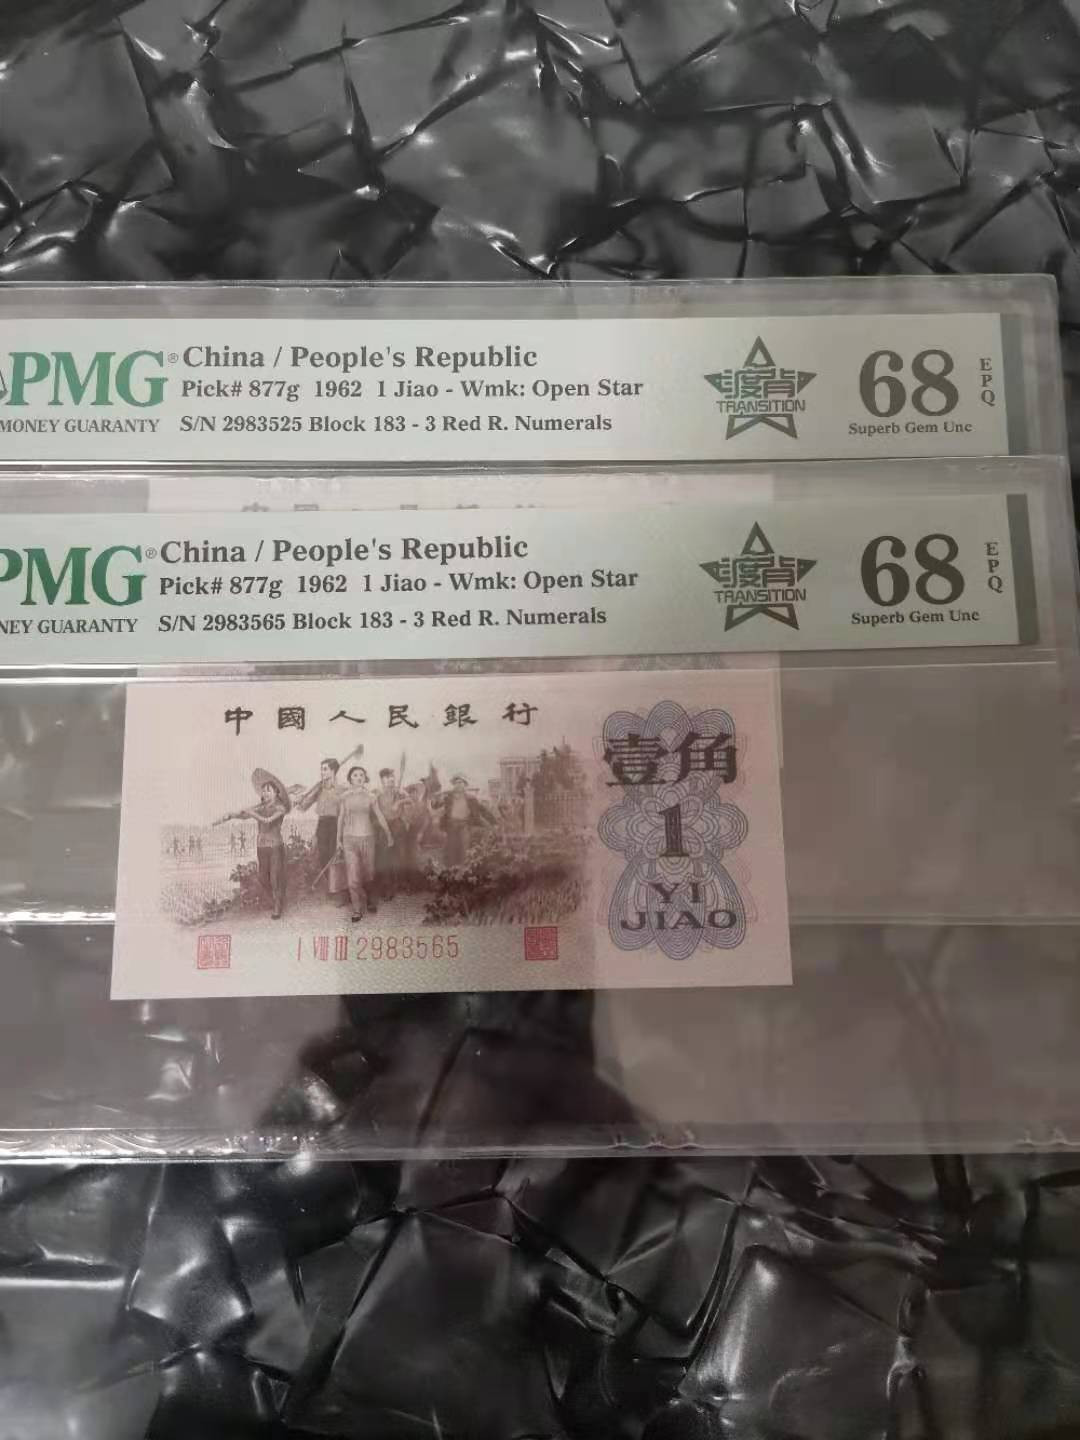 PMG® China / People's Republic
Pick# 877g 1962 1 Jiao - Wmk: Open Star
MONEY GUARANTY S/N 2983525 Block 183 - 3 Red R. Numerals
渡背
TRANSITION
68 EPQ
Superb Gem Unc
PMG® China / People's Republic
Pick# 877g 1962 1 Jiao - Wmk: Open Star
NEY GUARANTY S/N 2983565 Block 183 - 3 Red R. Numerals
渡背
TRANSITION
68 EPQ
Superb Gem Unc
中國人民銀行
壹角
1
YI
JIAO
I VIII III 2983565